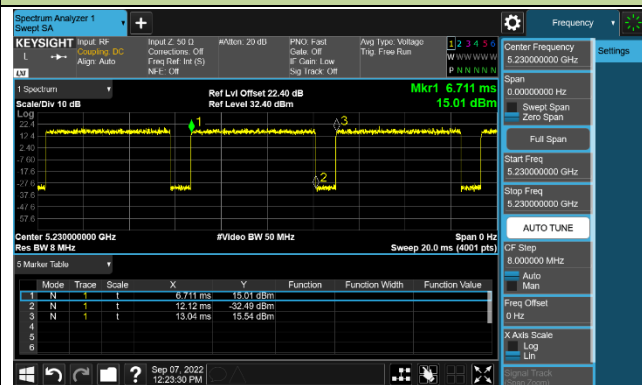 Spectrum Analyzer 1
Swept SA
Frequency
KEYSIGHT Input: RF Input Z: 50 Ω #Atten: 20 dB PNO: Fast Avg Type: Voltage 1 2 3 4 5 6
L Coupling: DC Corrections: Off Gate: Off Trig: Free Run W W W W W W
Align: Auto Freq Ref: Int (S) IF Gain: Low
LXI NFE: Off Sig Track: Off P N N N N N
1 Spectrum Ref Lvl Offset 22.40 dB Mkr1 6.711 ms
Scale/Div 10 dB Ref Level 32.40 dBm 15.01 dBm
Log
22.4
12.4
2.40
-7.60
-17.6
-27.6
-37.6
-47.6
-57.6
1
2
3
Center 5.230000000 GHz #Video BW 50 MHz Span 0 Hz
Res BW 8 MHz Sweep 20.0 ms (4001 pts)
5 Marker Table
Mode Trace Scale X Y Function Function Width Function Value
1 N 1 t 6.711 ms 15.01 dBm
2 N 1 t 12.12 ms -32.49 dBm
3 N 1 t 13.04 ms 15.54 dBm
4
5
6
Sep 07, 2022
12:23:30 PM
Center Frequency
5.230000000 GHz
Settings
Span
0.00000000 Hz
Swept Span
Zero Span
Full Span
Start Freq
5.230000000 GHz
Stop Freq
5.230000000 GHz
AUTO TUNE
CF Step
8.000000 MHz
Auto
Man
Freq Offset
0 Hz
X Axis Scale
Log
Lin
Signal Track
(Span Zoom)